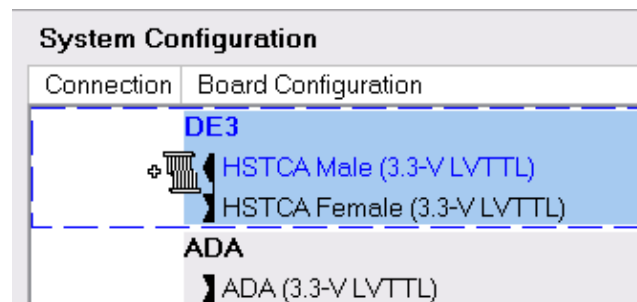 System Configuration
Connection Board Configuration
DE3
HSTCA Male (3.3-V LVTTL)
HSTCA Female (3.3-V LVTTL)
ADA
ADA (3.3-V LVTTL)